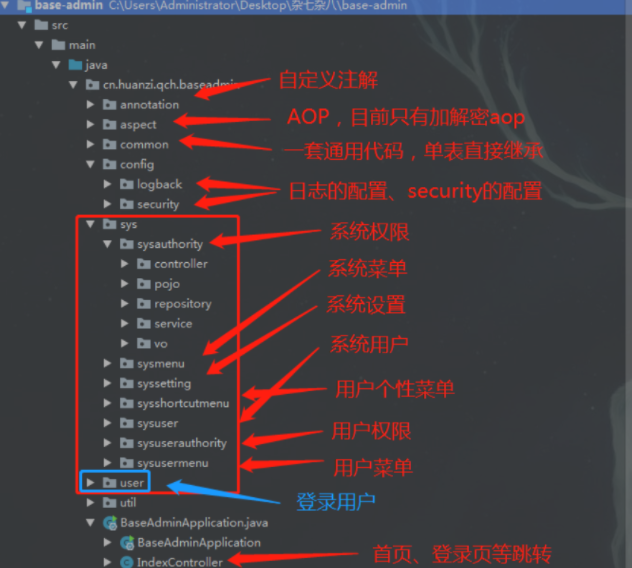 base-admin C:\Users\Administrator\Desktop\杂七杂八\base-admin
src
main
java
cn.huanzi.qch.baseadmin
自定义注解
annotation
aspect
AOP，目前只有加解密aop
common
一套通用代码，单表直接继承
config
logback
日志的配置、security的配置
security
sys
sysauthority
系统权限
controller
pojo
系统菜单
repository
系统设置
service
vo
系统用户
sysmenu
syssetting
用户个性菜单
sysshortcutmenu
sysuser
用户权限
sysuserauthority
sysusermenu
用户菜单
user
登录用户
util
BaseAdminApplication.java
BaseAdminApplication
IndexController
首页、登录页等跳转